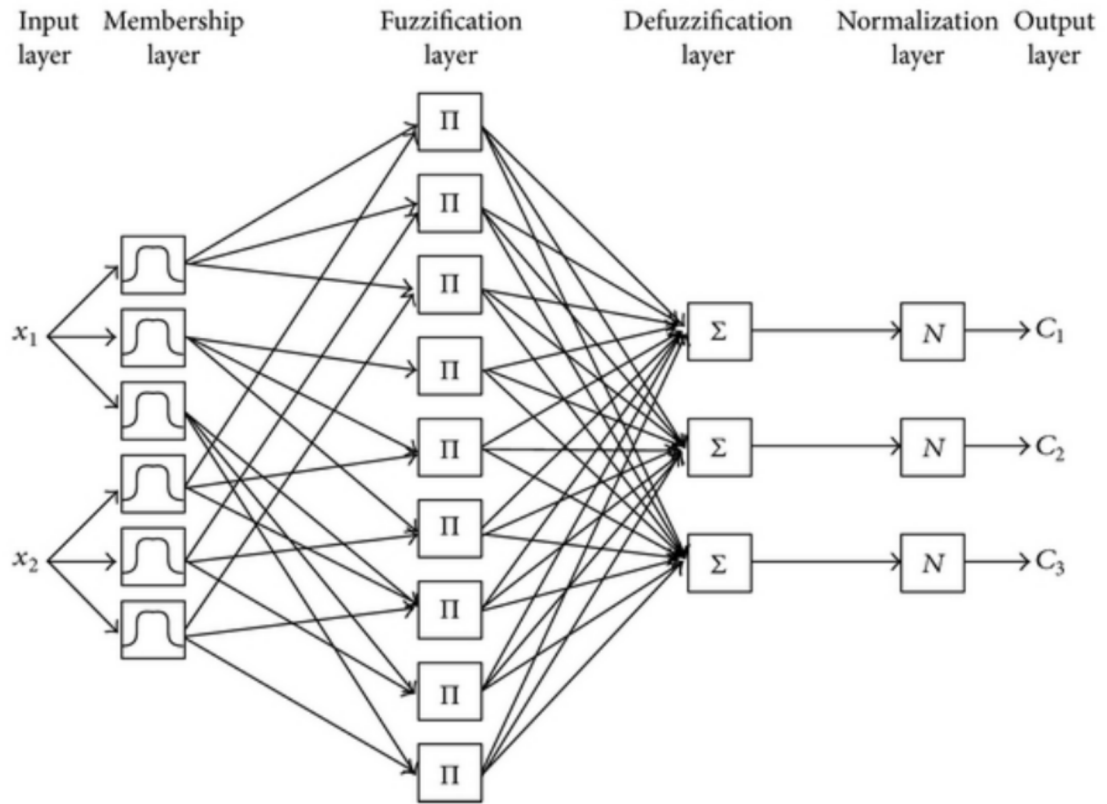 Input Membership Fuzzification Defuzzification Normalization Output
layer layer layer layer layer layer
Π
Π
Π
Σ N C₁
x₁
Π
Π
Σ N C₂
Π
x₂
Σ N C₃
Π
Π
Π